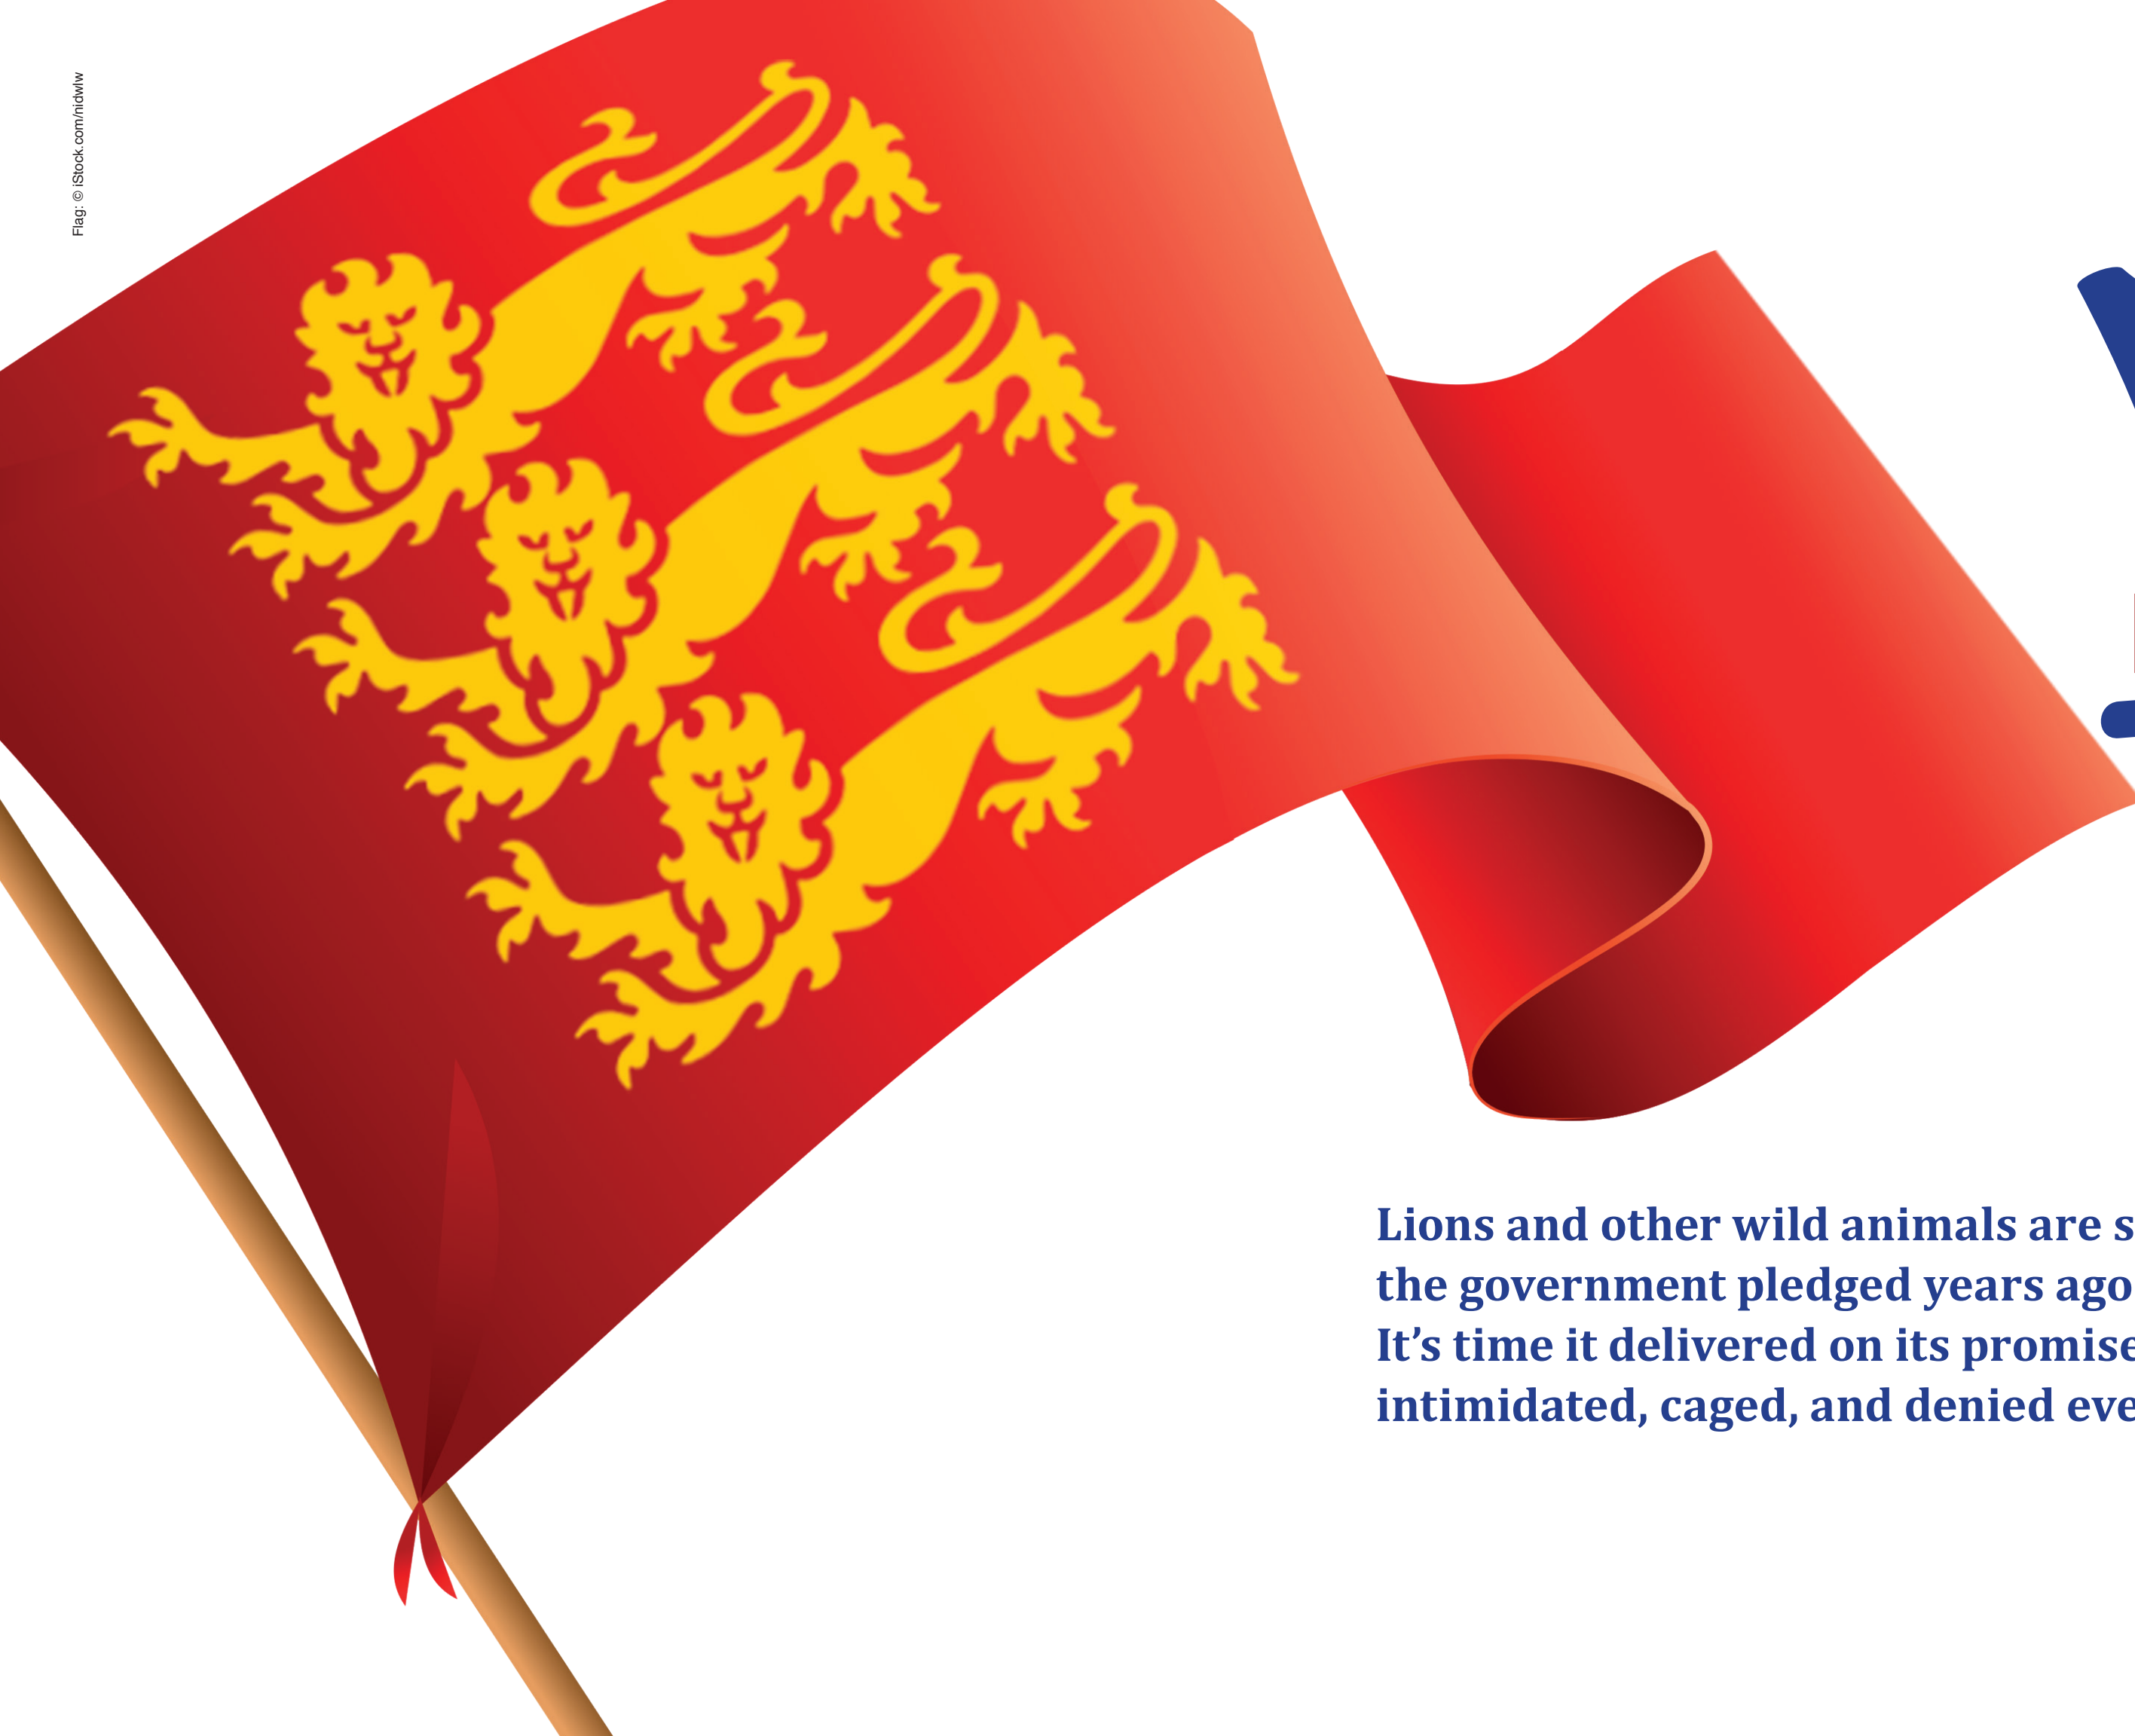 Flag: © iStock.com/nidwlw
Lions and other wild animals are s
the government pledged years ago
It’s time it delivered on its promise
intimidated, caged, and denied eve